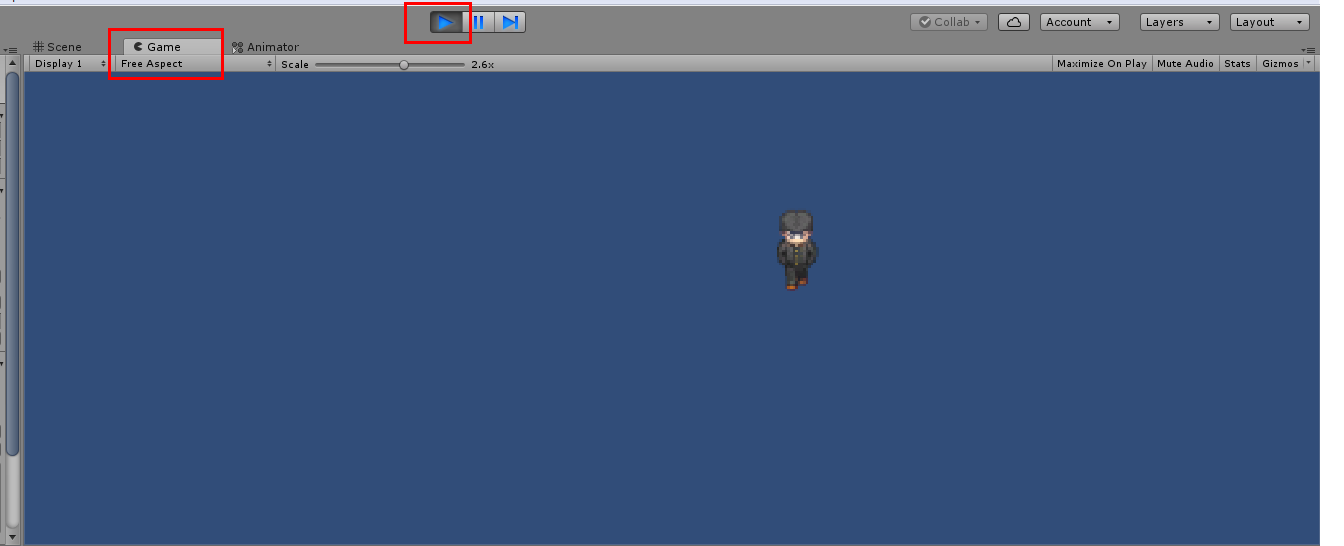 Collab Account Layers Layout
Scene Game Animator
Display 1 Free Aspect Scale 2.6x Maximize On Play Mute Audio Stats Gizmos